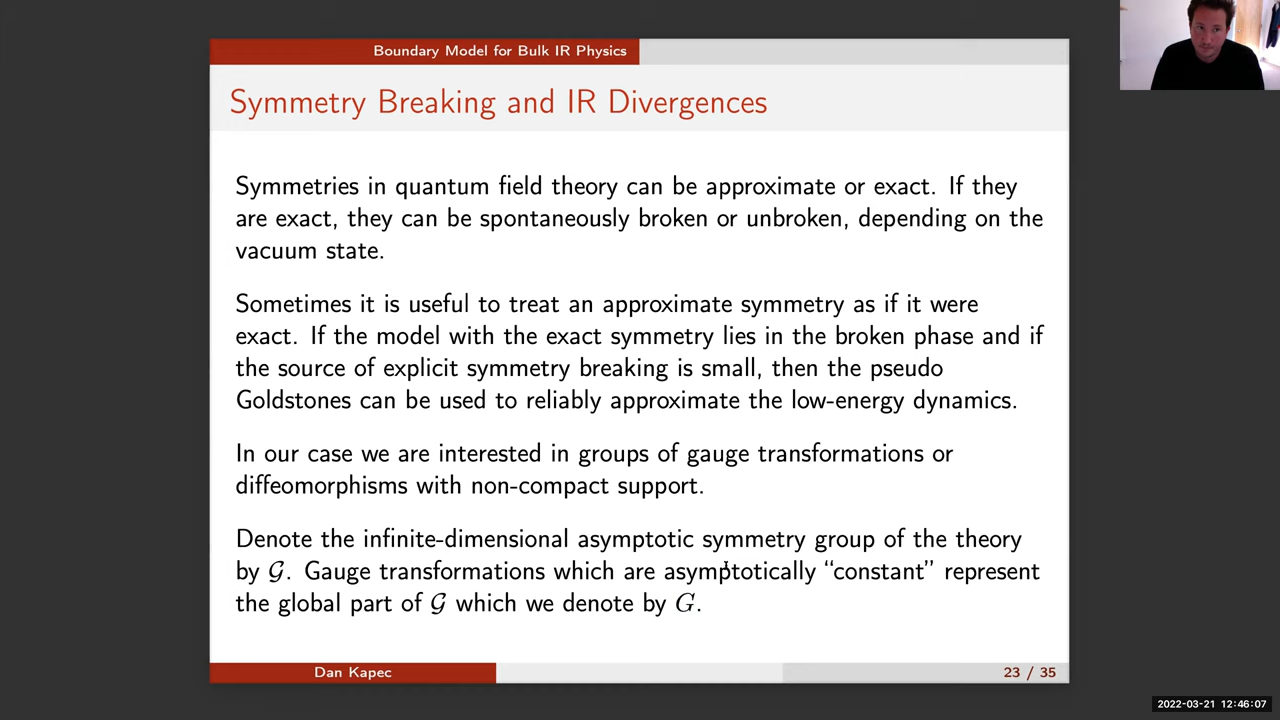 Boundary Model for Bulk IR Physics
Symmetry Breaking and IR Divergences
Symmetries in quantum field theory can be approximate or exact. If they
are exact, they can be spontaneously broken or unbroken, depending on the
vacuum state.
Sometimes it is useful to treat an approximate symmetry as if it were
exact. If the model with the exact symmetry lies in the broken phase and if
the source of explicit symmetry breaking is small, then the pseudo
Goldstones can be used to reliably approximate the low-energy dynamics.
In our case we are interested in groups of gauge transformations or
diffeomorphisms with non-compact support.
Denote the infinite-dimensional asymptotic symmetry group of the theory
by 𝒢. Gauge transformations which are asymptotically “constant” represent
the global part of 𝒢 which we denote by G.
Dan Kapec
23 / 35
2022-03-21 12:46:07